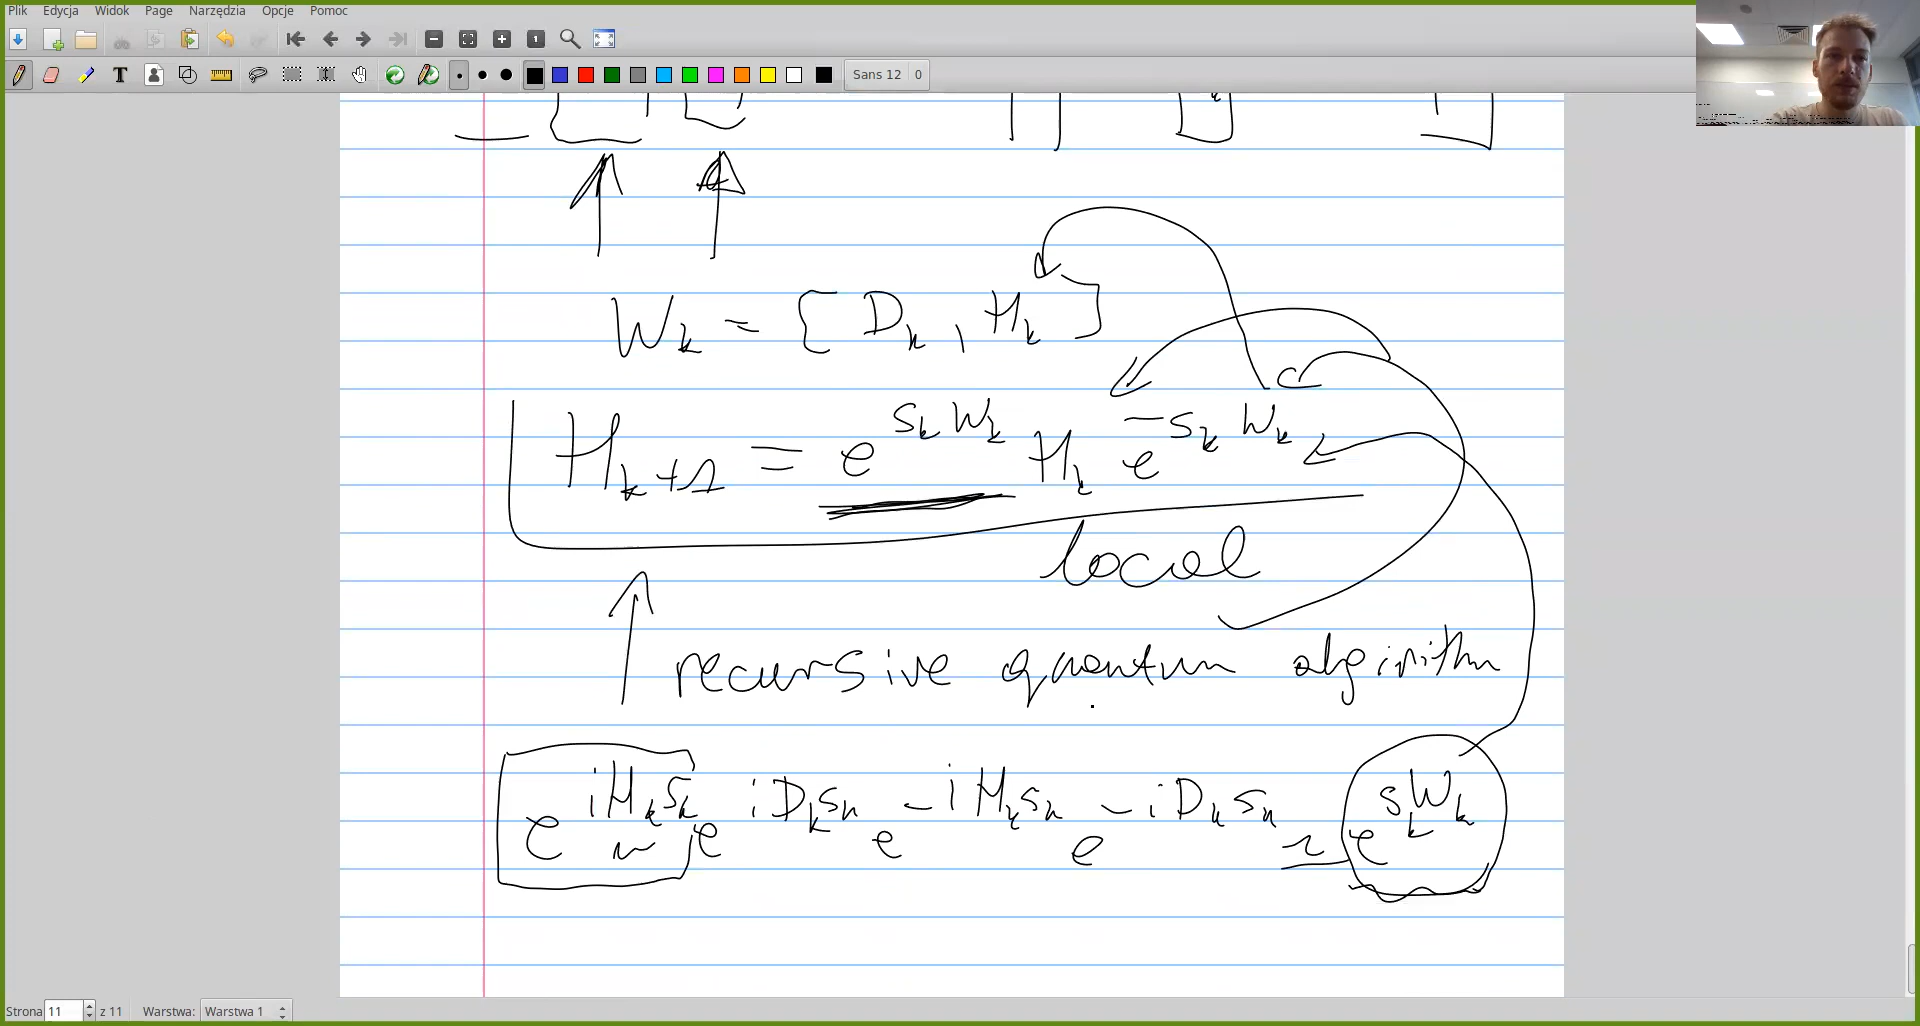 Plik Edycja Widok Page Narzędzia Opcje Pomoc
Sans 12 0
W_k = [D_k, H_k]
H_{k+1} = e^{s_k W_k} H_k e^{-s_k W_k}
local
recursive quantum algorithm
e^{iH_k s_k} e^{iD_k s_k} e^{-iH_k s_k} e^{-iD_k s_k} ≈ e^{s_k W_k}
Strona 11 z 11 Warstwa: Warstwa 1